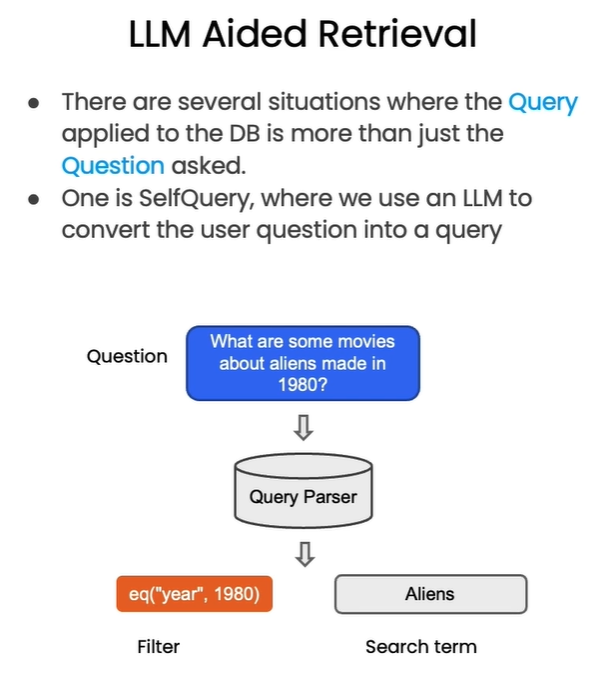 LLM Aided Retrieval
● There are several situations where the Query
applied to the DB is more than just the
Question asked.
● One is SelfQuery, where we use an LLM to
convert the user question into a query
Question
What are some movies
about aliens made in
1980?
Query Parser
eq("year", 1980)
Aliens
Filter
Search term